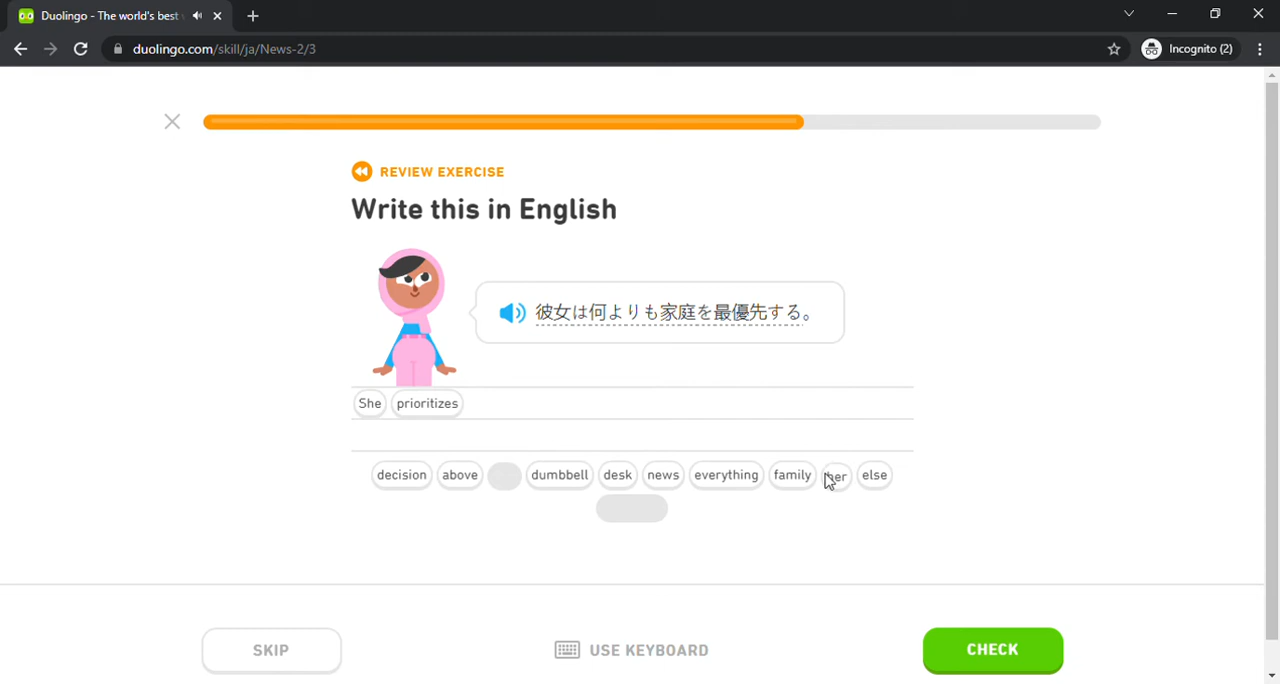 Duolingo - The world's best
duolingo.com/skill/ja/News-2/3
Incognito (2)
REVIEW EXERCISE
Write this in English
彼女は何よりも家庭を最優先する。
She prioritizes
decision above dumbbell desk news everything family her else
SKIP USE KEYBOARD CHECK